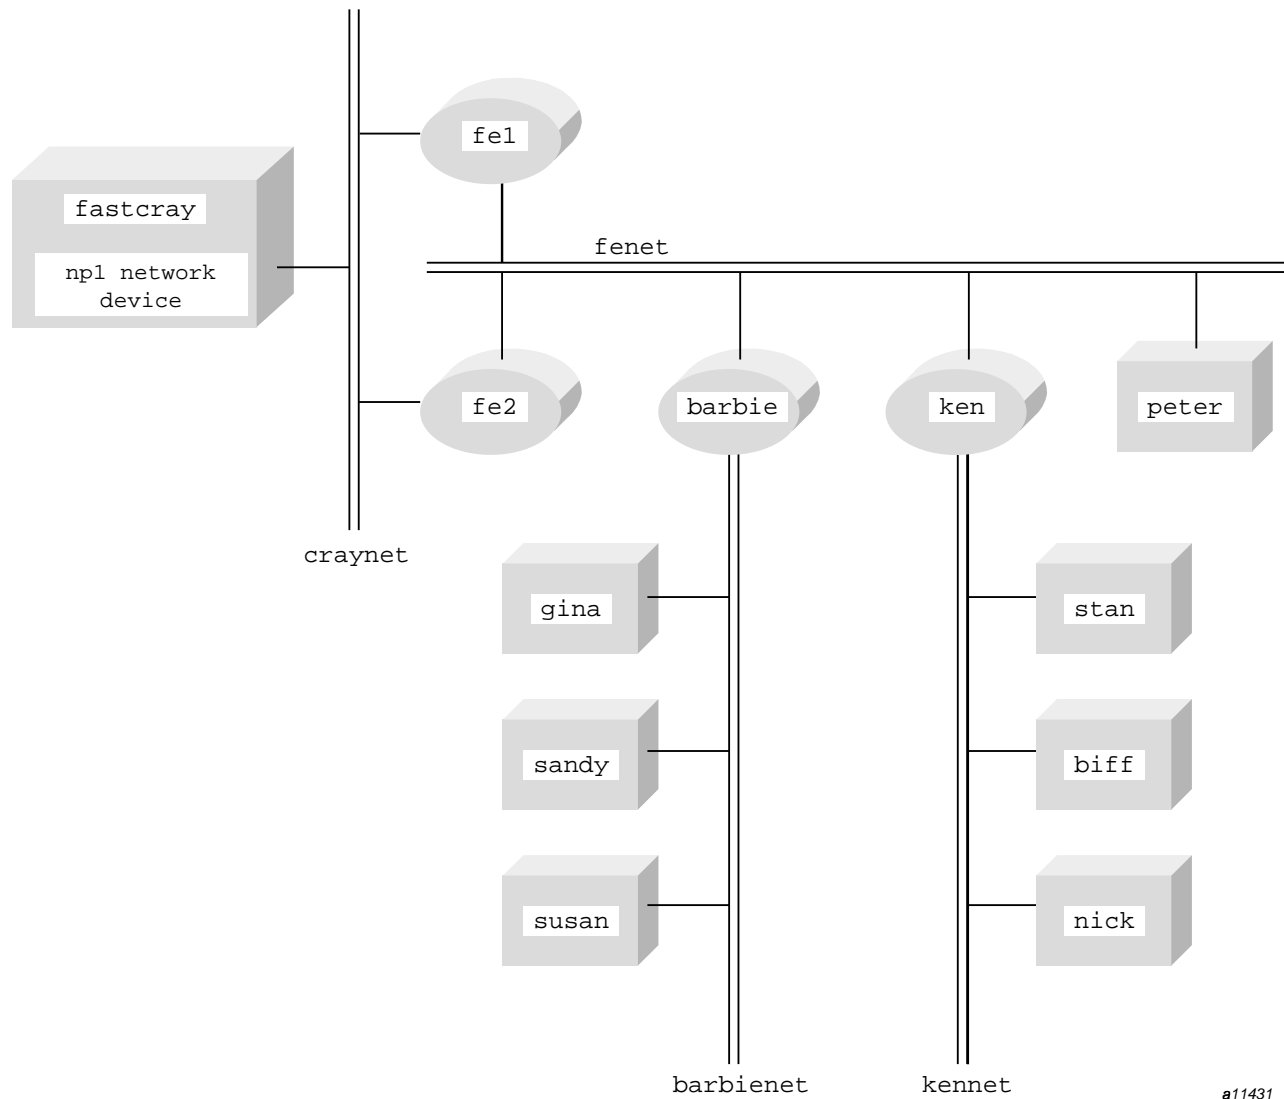 fe1
fastcray
fenet
np1 network
device
fe2
barbie
ken
peter
craynet
gina
stan
sandy
biff
susan
nick
barbienet
kennet
a11431